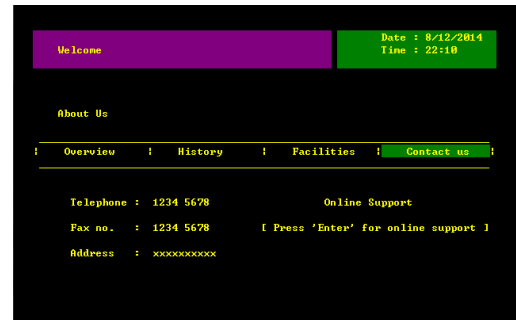 Date : 8/12/2014
Welcome Time : 22:10
About Us
¦ Overview ¦ History ¦ Facilities ¦ Contact us ¦
Telephone : 1234 5678 Online Support
Fax no. : 1234 5678 [ Press 'Enter' for online support ]
Address : xxxxxxxxxx